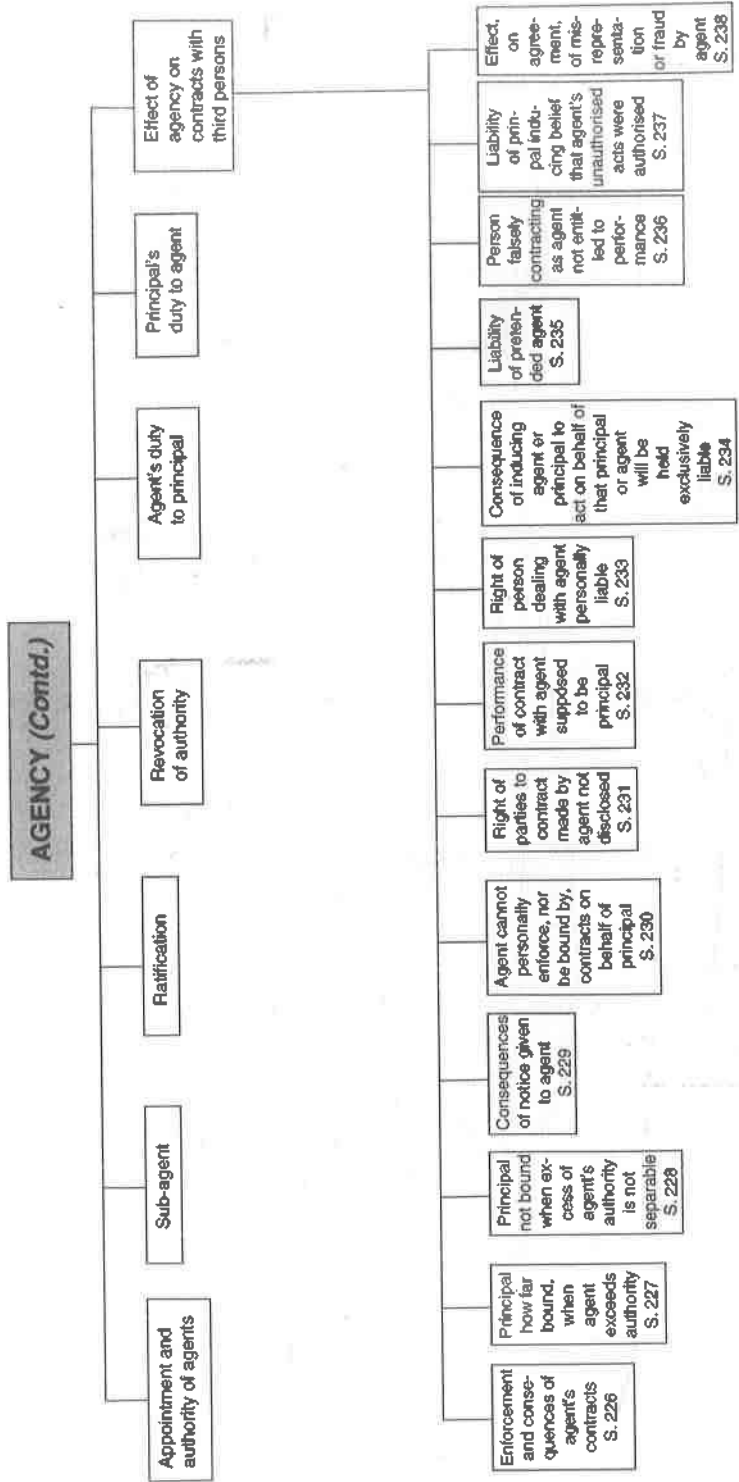 AGENCY (Contd.)
Appointment and
authority of agents
Sub-agent
Ratification
Revocation
of authority
Agent's duty
to principal
Principal's
duty to agent
Effect of
agency on
contracts with
third persons
Enforcement
and conse-
quences of
agent's
contracts
S. 226
Principal
how far
bound,
when
agent
exceeds
authority
S. 227
Principal
not bound
when ex-
cess of
agent's
authority
is not
separable
S. 228
Consequences
of notice given
to agent
S. 229
Agent cannot
personally
enforce, nor
be bound by,
contracts on
behalf of
principal
S. 230
Right of
parties to
contract
made by
agent not
disclosed
S. 231
Performance
of contract
with agent
supposed
to be
principal
S. 232
Right of
person
dealing
with agent
personally
liable
S. 233
Consequence
of inducing
agent or
principal to
act on behalf of
that principal
or agent
will be
held
exclusively
liable
S. 234
Liability
of preten-
ded agent
S. 235
Person
falsely
contracting
as agent
not entit-
led to
perfor-
mance
S. 236
Liability
of prin-
pal indu-
cing belief
that agent's
unauthorised
acts were
authorised
S. 237
Effect,
on
agree-
ment,
of mis-
repre-
senta-
tion
or fraud
by
agent
S. 238